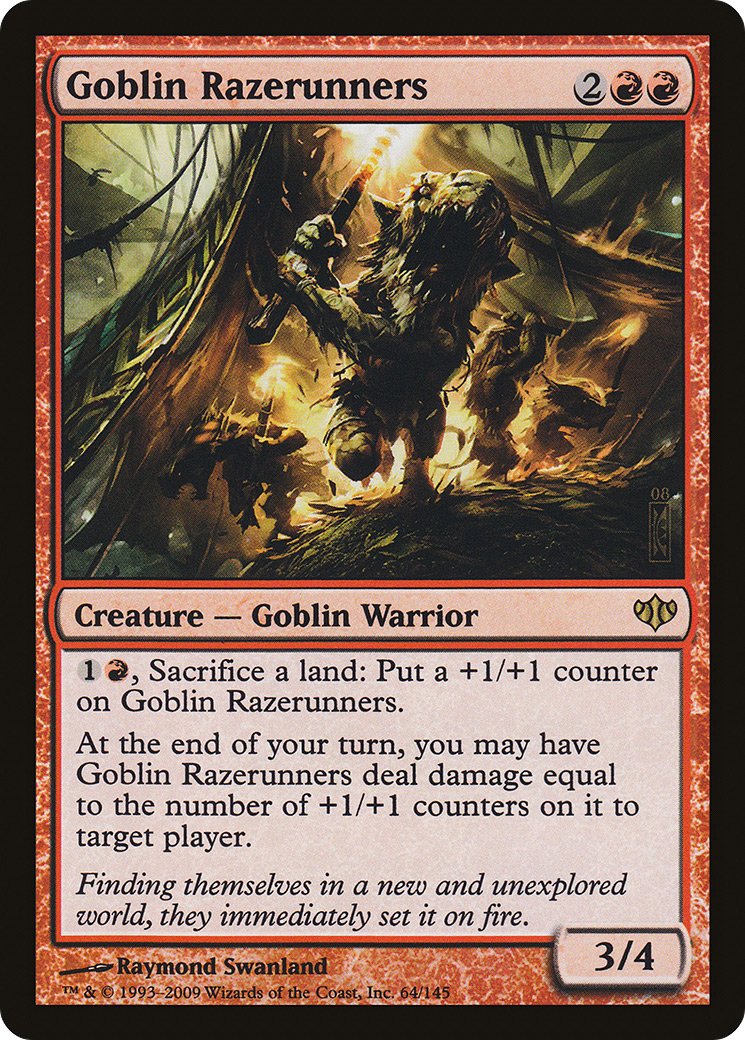 Goblin Razerunners 2
08
Creature — Goblin Warrior
1, Sacrifice a land: Put a +1/+1 counter
on Goblin Razerunners.
At the end of your turn, you may have
Goblin Razerunners deal damage equal
to the number of +1/+1 counters on it to
target player.
Finding themselves in a new and unexplored
world, they immediately set it on fire.
3/4
Raymond Swanland
™ & © 1993–2009 Wizards of the Coast, Inc. 64/145